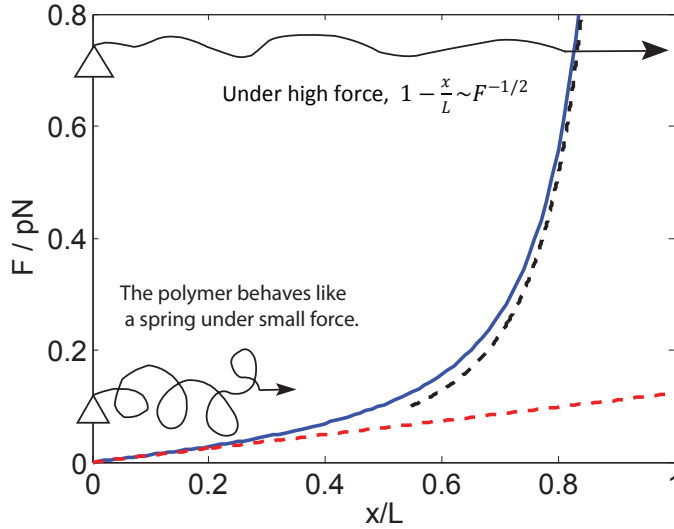 0.8
Under high force, 1 − x/L ~ F^−1/2
0.6
F / pN
0.4
The polymer behaves like
a spring under small force.
0.2
0
0 0.2 0.4 0.6 0.8 1
x/L